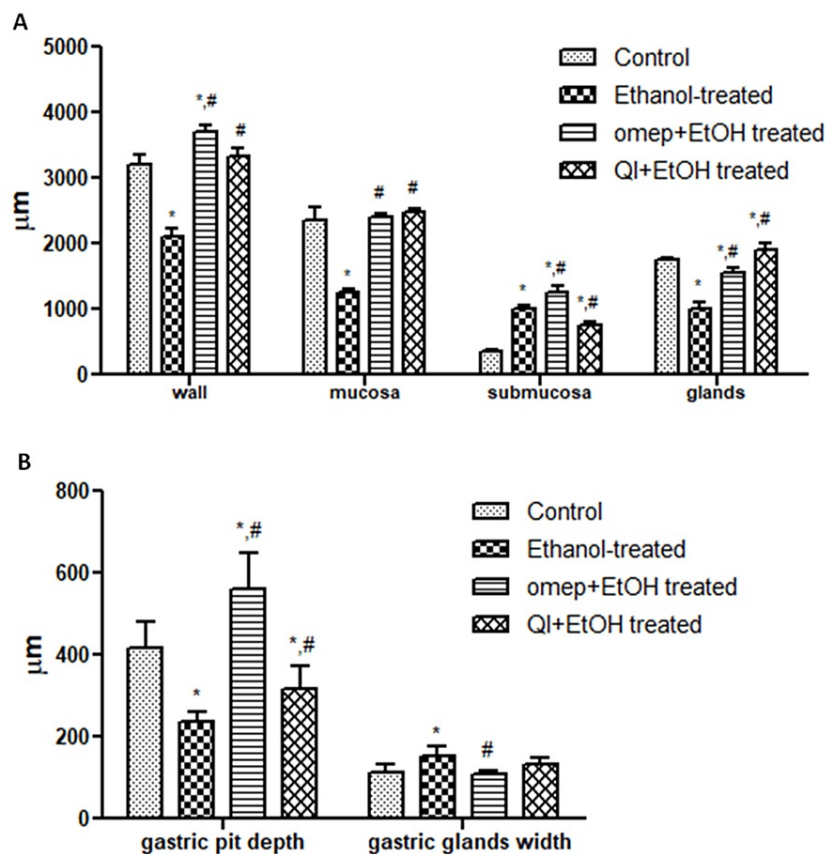 A
5000
4000
3000
2000
1000
0
μm
Control
Ethanol-treated
omep+EtOH treated
QI+EtOH treated
* *,# #
* # #
* *,# *,#
* *,# *,#
wall mucosa submucosa glands
B
800
600
400
200
0
μm
Control
Ethanol-treated
omep+EtOH treated
QI+EtOH treated
* *,# *,#
* #
gastric pit depth gastric glands width